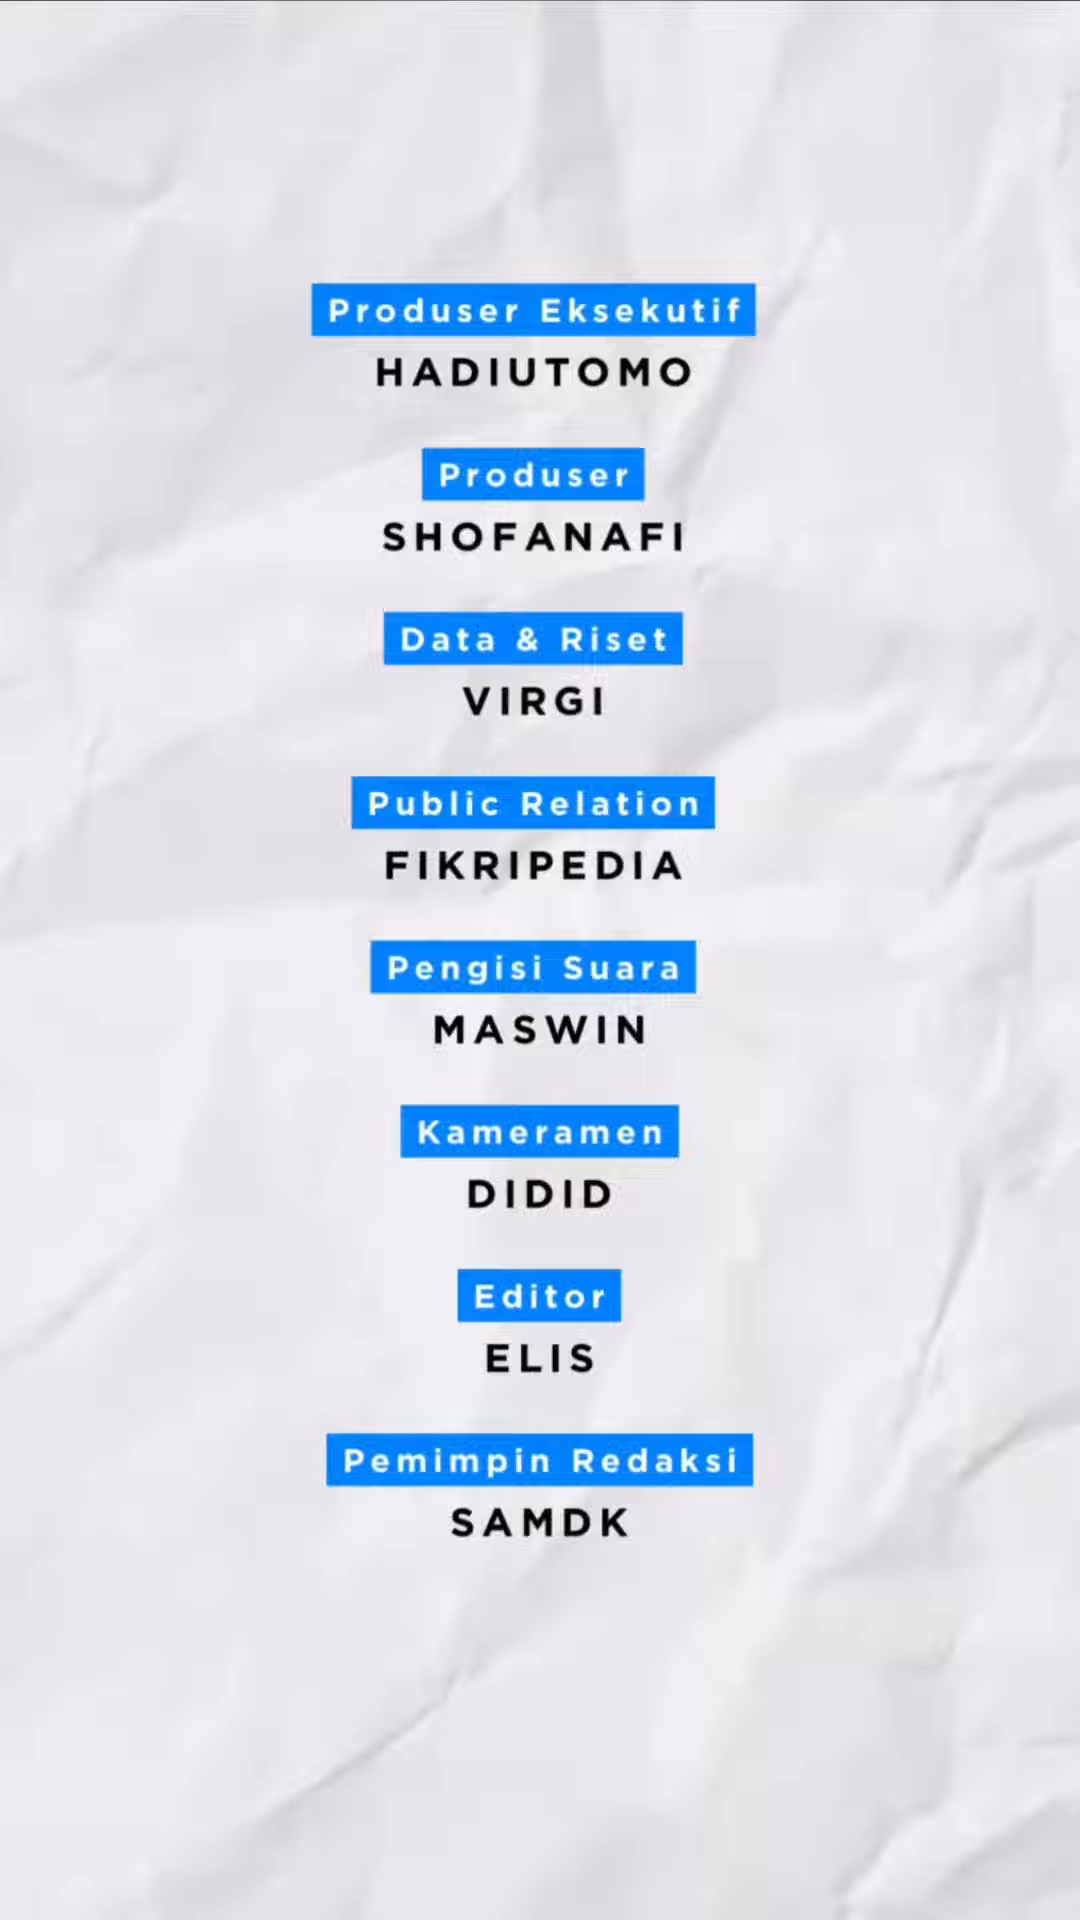 Produser Eksekutif
HADIUTOMO
Produser
SHOFANAFI
Data & Riset
VIRGI
Public Relation
FIKRIPEDIA
Pengisi Suara
MASWIN
Kameramen
DIDID
Editor
ELIS
Pemimpin Redaksi
SAMDK